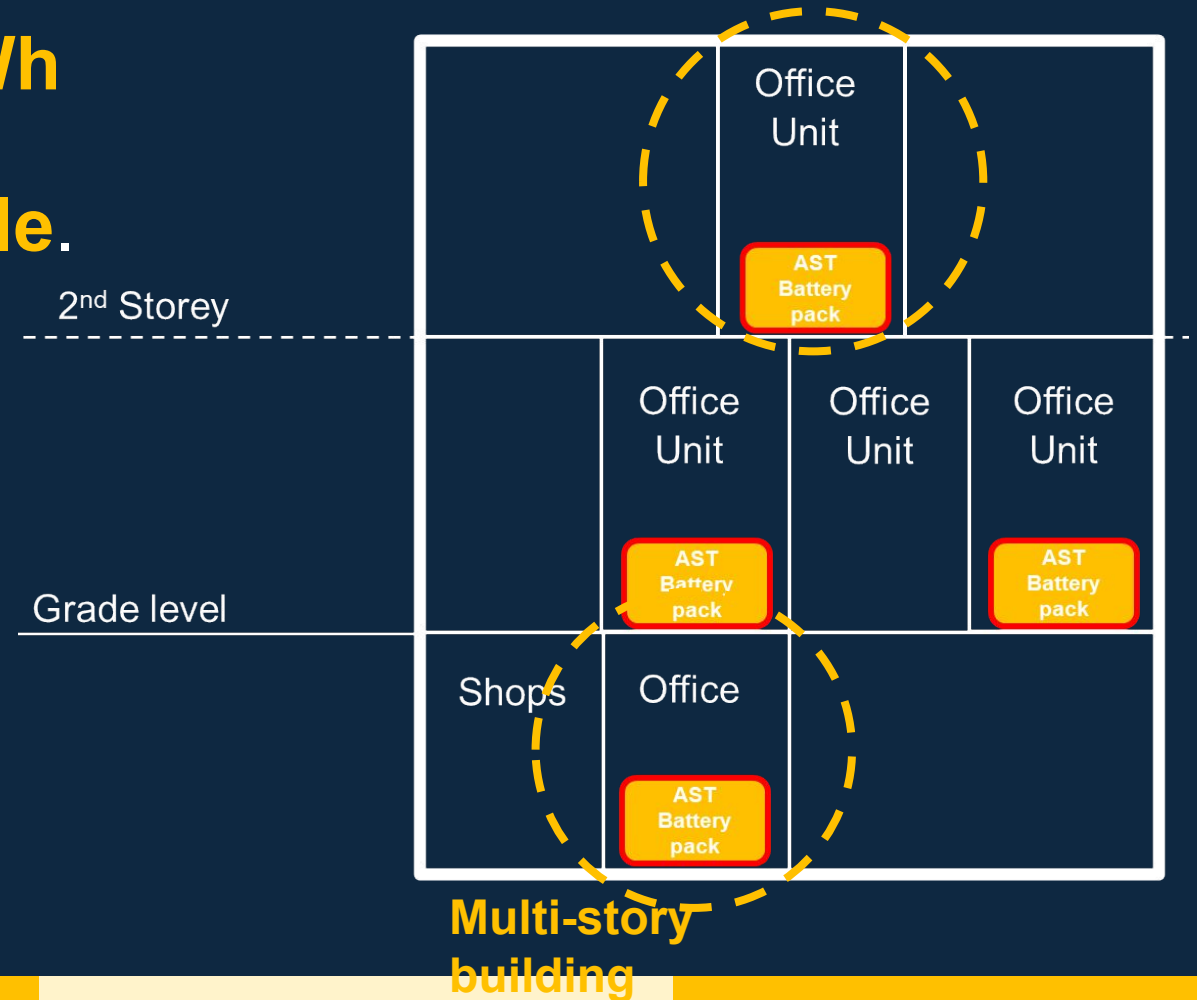 Office
Unit
AST
Battery
pack
2nd Storey
Office
Unit
Office
Unit
Office
Unit
AST
Battery
pack
AST
Battery
pack
Grade level
Shops
Office
AST
Battery
pack
Multi-story
building